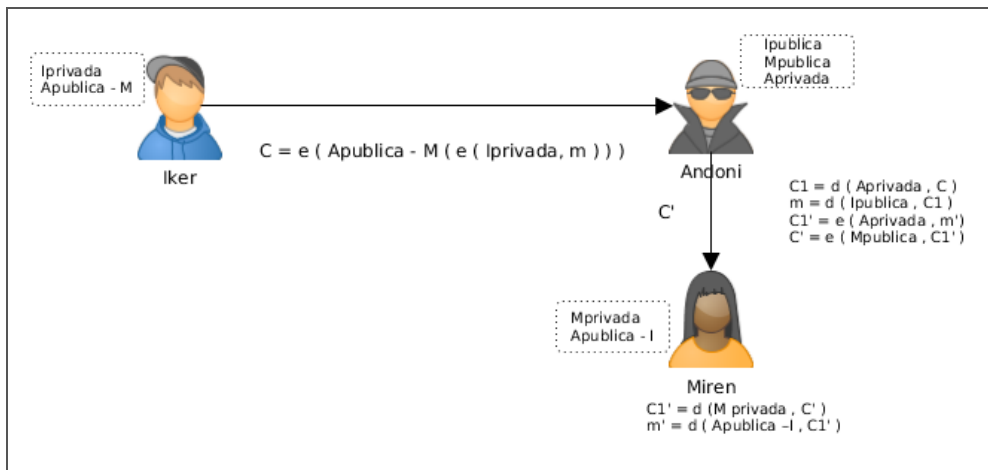 Iprivada
Apublica - M
Ipublica
Mpublica
Aprivada
C = e ( Apublica - M ( e ( Iprivada, m ) ) )
Iker
Andoni
C'
C1 = d ( Aprivada , C )
m = d ( Ipublica , C1 )
C1' = e ( Aprivada , m')
C' = e ( Mpublica , C1' )
Mprivada
Apublica - I
Miren
C1' = d (M privada , C' )
m' = d ( Apublica –I , C1' )